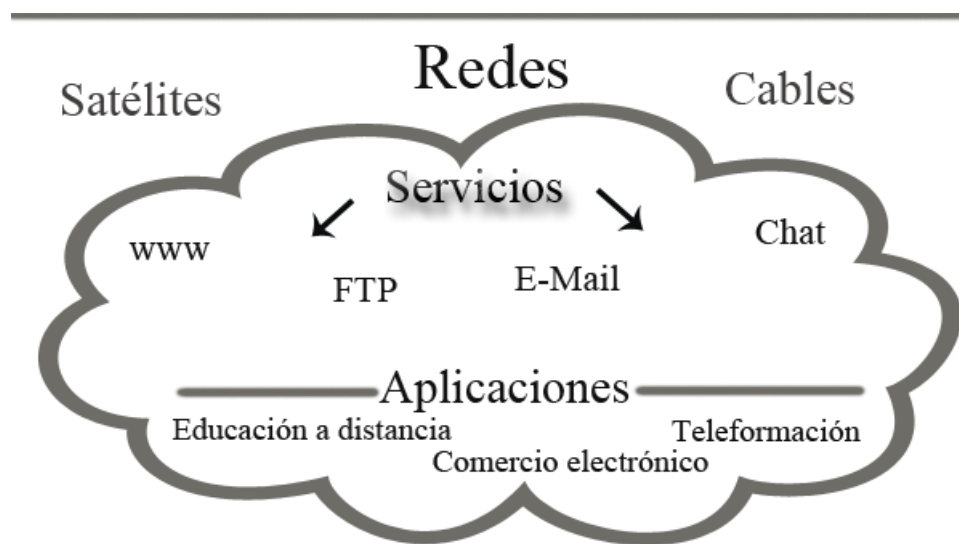 Redes
Satélites
Cables
Servicios
www
Chat
FTP
E-Mail
Aplicaciones
Educación a distancia
Teleformación
Comercio electrónico